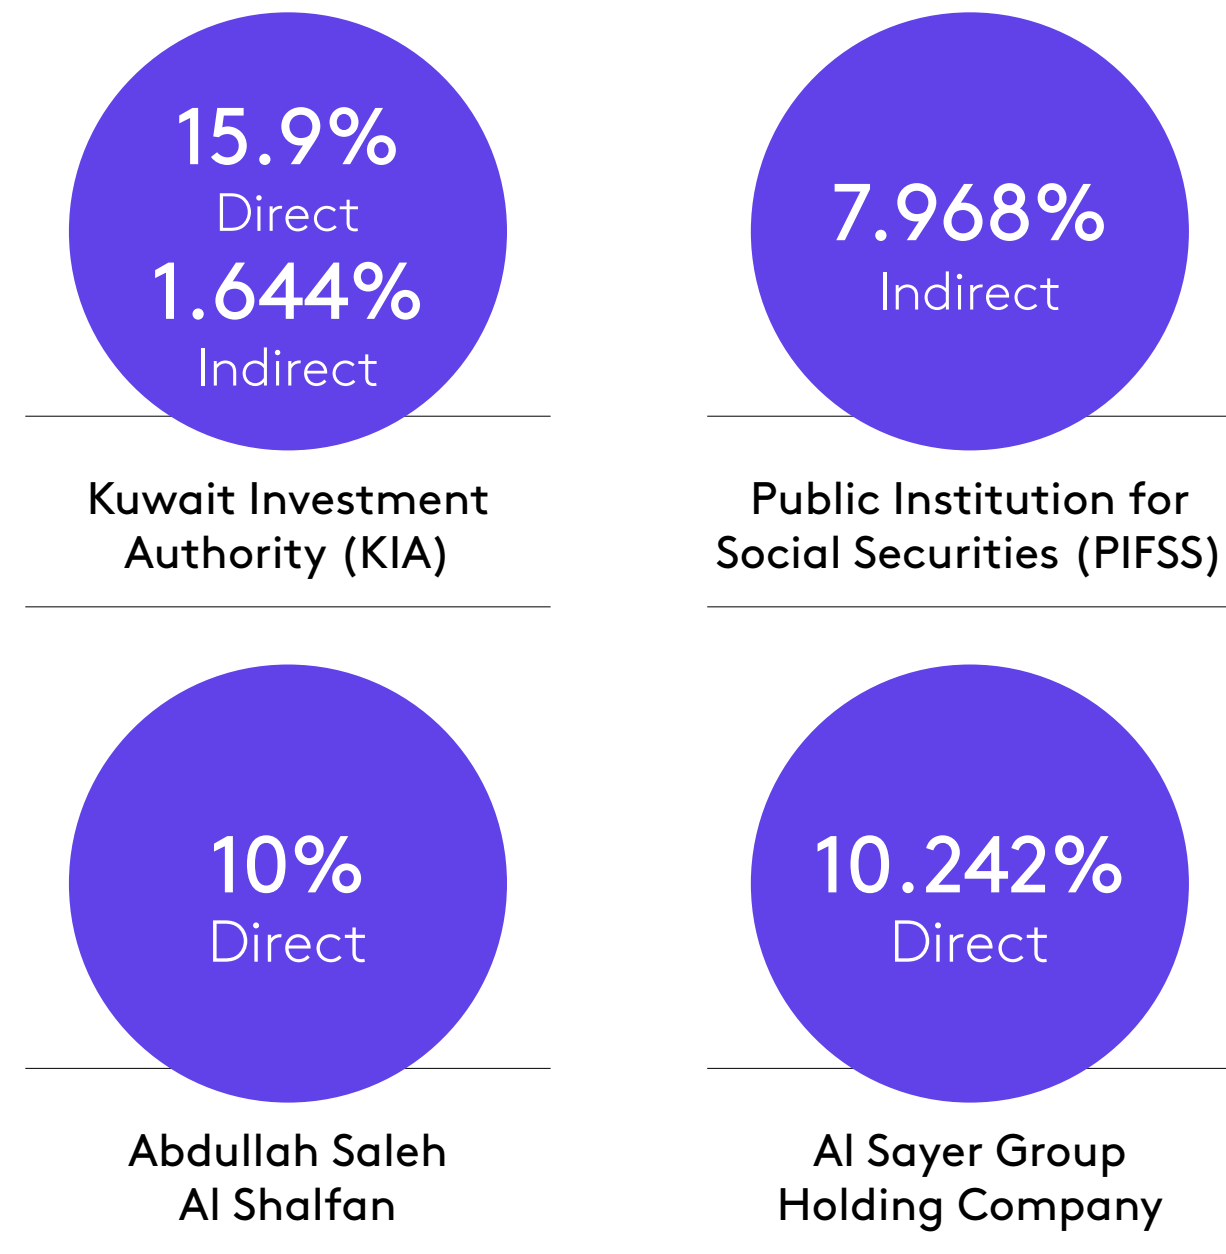 15.9%
Direct
1.644%
Indirect
Kuwait Investment
Authority (KIA)
7.968%
Indirect
Public Institution for
Social Securities (PIFSS)
10%
Direct
Abdullah Saleh
Al Shalfan
10.242%
Direct
Al Sayer Group
Holding Company